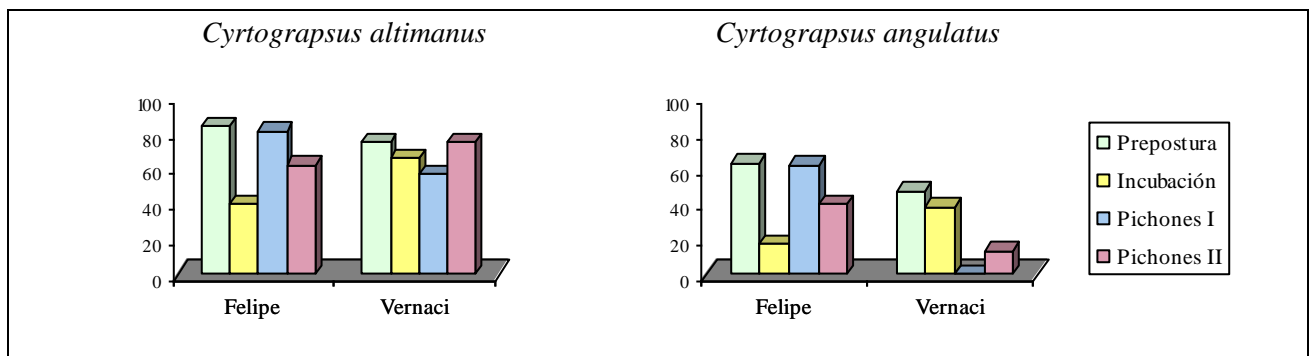 Cyrtograpsus altimanus
100
80
60
40
20
0
Felipe
Vernaci
Cyrtograpsus angulatus
100
80
60
40
20
0
Felipe
Vernaci
Prepostura
Incubación
Pichones I
Pichones II